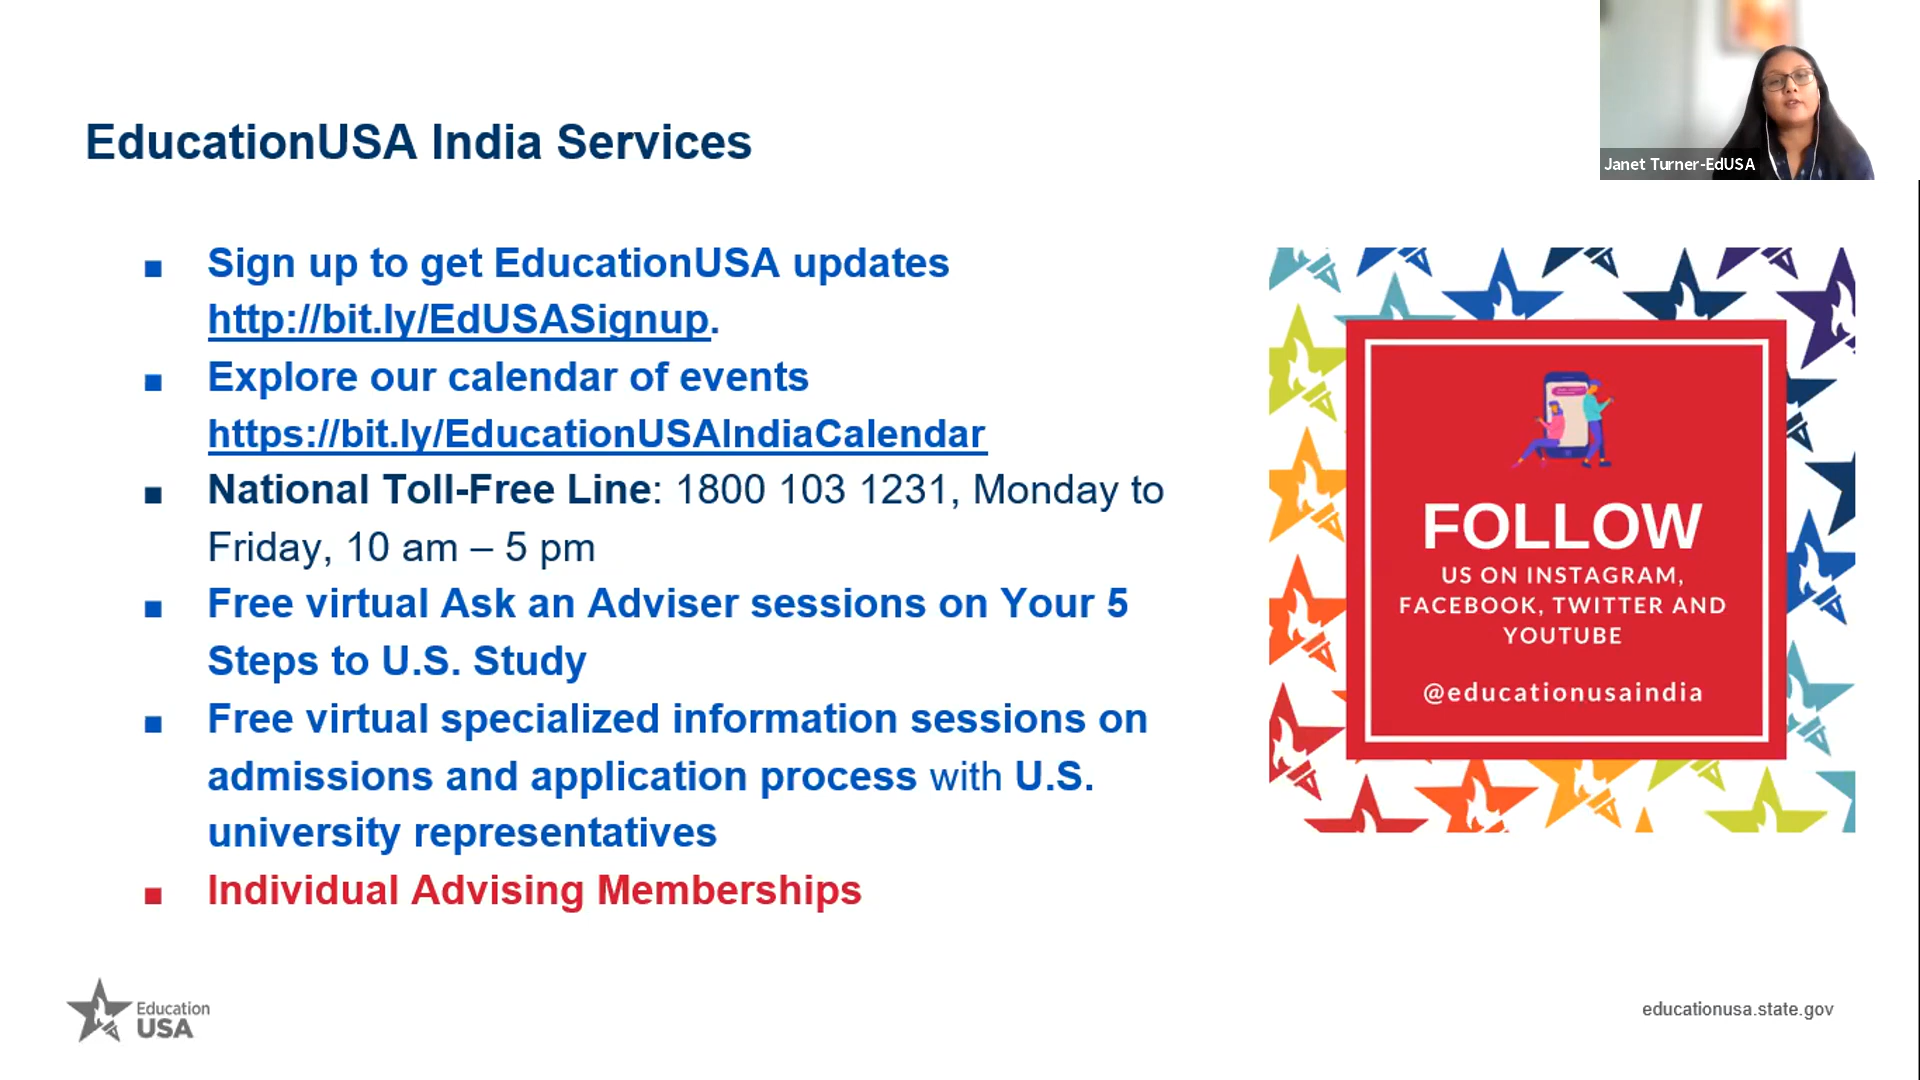 Janet Turner-EdUSA
EducationUSA India Services
■ Sign up to get EducationUSA updates
http://bit.ly/EdUSASignup.
■ Explore our calendar of events
https://bit.ly/EducationUSAIndiaCalendar
■ National Toll-Free Line: 1800 103 1231, Monday to
Friday, 10 am – 5 pm
■ Free virtual Ask an Adviser sessions on Your 5
Steps to U.S. Study
■ Free virtual specialized information sessions on
admissions and application process with U.S.
university representatives
■ Individual Advising Memberships
FOLLOW
US ON INSTAGRAM,
FACEBOOK, TWITTER AND
YOUTUBE
@educationusaindia
Education
USA
educationusa.state.gov